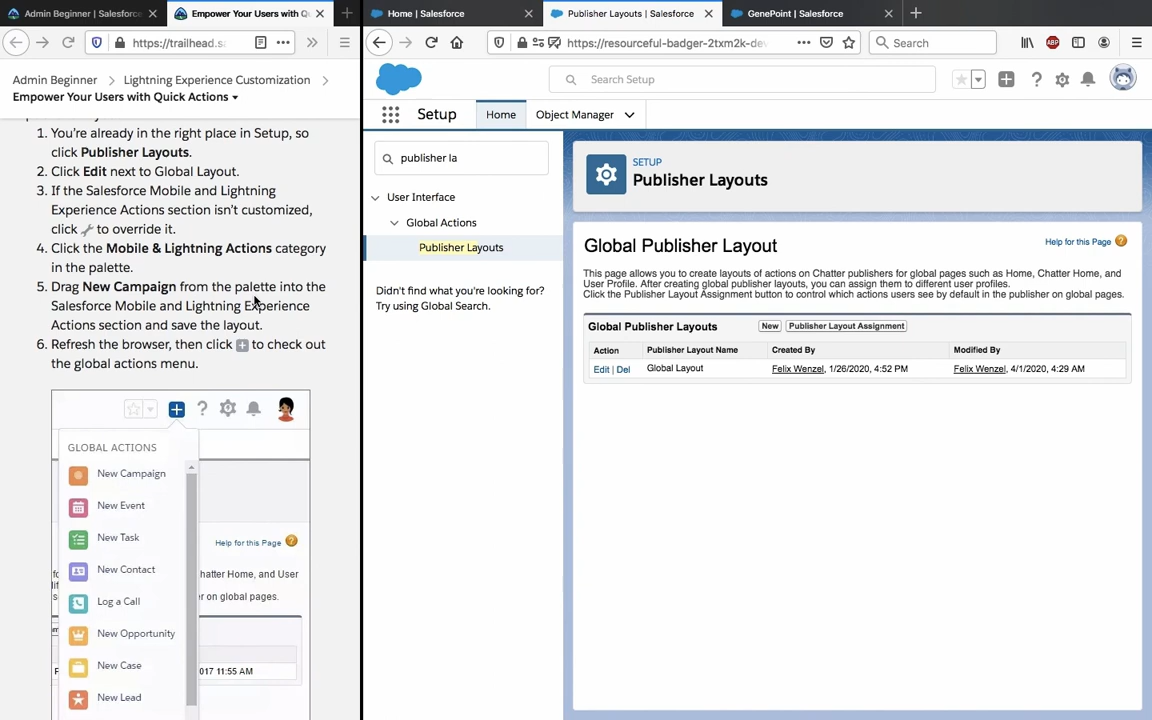 Admin Beginner | Salesforce
Empower Your Users with Q
https://trailhead.sa
Admin Beginner
Lightning Experience Customization
Empower Your Users with Quick Actions
1. You're already in the right place in Setup, so
click Publisher Layouts.
2. Click Edit next to Global Layout.
3. If the Salesforce Mobile and Lightning
Experience Actions section isn't customized,
click to override it.
4. Click the Mobile & Lightning Actions category
in the palette.
5. Drag New Campaign from the palette into the
Salesforce Mobile and Lightning Experience
Actions section and save the layout.
6. Refresh the browser, then click to check out
the global actions menu.
GLOBAL ACTIONS
New Campaign
New Event
New Task
Help for this Page
New Contact
hatter Home, and User
Log a Call
r on global pages.
New Opportunity
New Case
2017 11:55 AM
New Lead
Home | Salesforce
Publisher Layouts | Salesforce
GenePoint | Salesforce
https://resourceful-badger-2txm2k-dev
Search
ABP
Search Setup
Setup
Home
Object Manager
publisher la
User Interface
Global Actions
Publisher Layouts
Didn't find what you're looking for?
Try using Global Search.
SETUP
Publisher Layouts
Global Publisher Layout
Help for this Page
This page allows you to create layouts of actions on Chatter publishers for global pages such as Home, Chatter Home, and
User Profile. After creating global publisher layouts, you can assign them to different user profiles.
Click the Publisher Layout Assignment button to control which actions users see by default in the publisher on global pages.
Global Publisher Layouts
New
Publisher Layout Assignment
Action Publisher Layout Name Created By Modified By
Edit | Del Global Layout Felix Wenzel, 1/26/2020, 4:52 PM Felix Wenzel, 4/1/2020, 4:29 AM